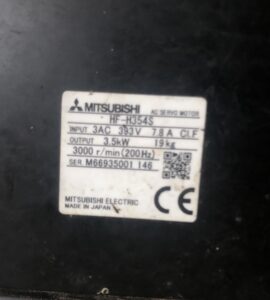 MITSUBISHI AC SERVO MOTOR
HF-H354S
INPUT 3AC 393V 7.8A CLF
OUTPUT 3.5kW 19kg
3000 r/min(200Hz)
SER. M66935001 146
MITSUBISHI ELECTRIC
MADE IN JAPAN
CE